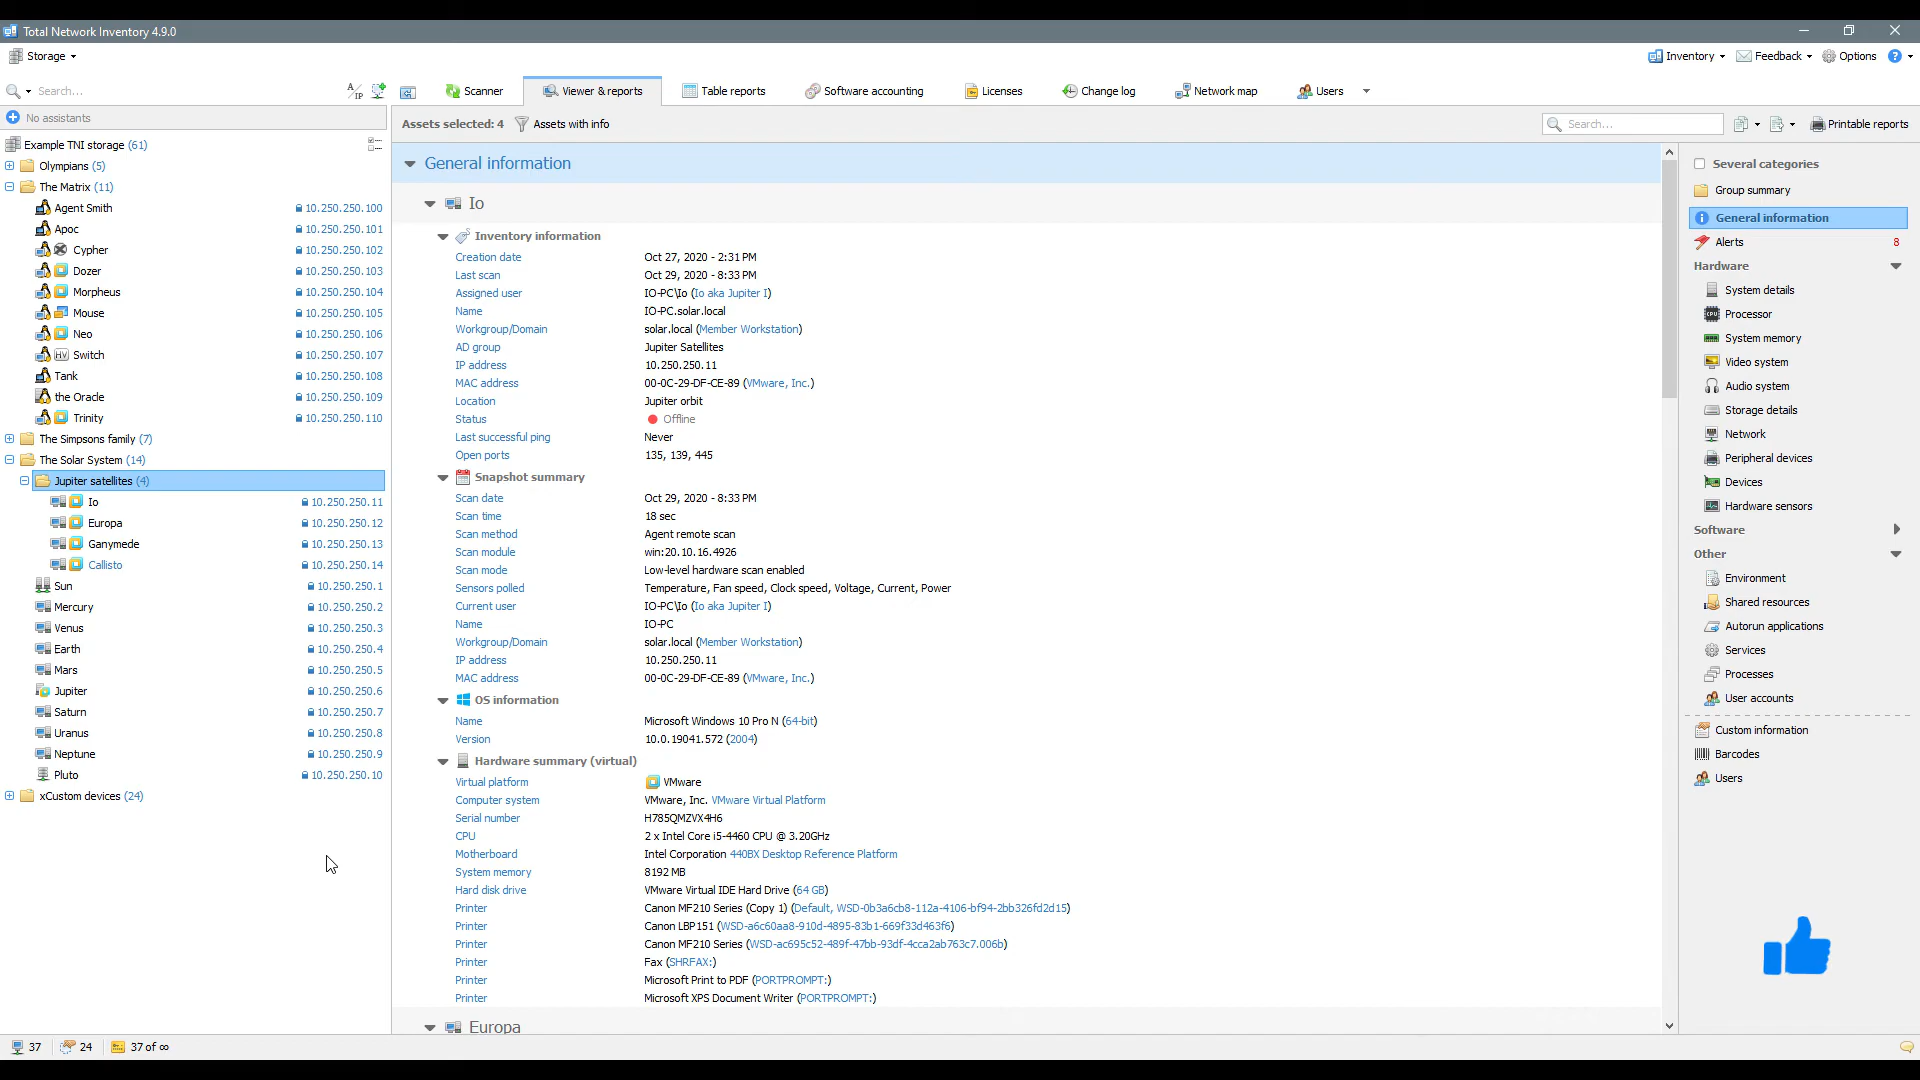 Total Network Inventory 4.9.0
Storage
Inventory
Feedback
Options
?
Search...
A/IP
Scanner
Viewer & reports
Table reports
Software accounting
Licenses
Change log
Network map
Users
No assistants
Assets selected: 4
Assets with info
Search...
Printable reports
Example TNI storage (61)
Olympians (5)
The Matrix (11)
Agent Smith 10.250.250.100
Apoc 10.250.250.101
Cypher 10.250.250.102
Dozer 10.250.250.103
Morpheus 10.250.250.104
Mouse 10.250.250.105
Neo 10.250.250.106
HV Switch 10.250.250.107
Tank 10.250.250.108
the Oracle 10.250.250.109
Trinity 10.250.250.110
The Simpsons family (7)
The Solar System (14)
Jupiter satellites (4)
Io 10.250.250.11
Europa 10.250.250.12
Ganymede 10.250.250.13
Callisto 10.250.250.14
Sun 10.250.250.1
Mercury 10.250.250.2
Venus 10.250.250.3
Earth 10.250.250.4
Mars 10.250.250.5
Jupiter 10.250.250.6
Saturn 10.250.250.7
Uranus 10.250.250.8
Neptune 10.250.250.9
Pluto 10.250.250.10
xCustom devices (24)
General information
Io
Inventory information
Creation date Oct 27, 2020 - 2:31 PM
Last scan Oct 29, 2020 - 8:33 PM
Assigned user IO-PC\Io (Io aka Jupiter I)
Name IO-PC.solar.local
Workgroup/Domain solar.local (Member Workstation)
AD group Jupiter Satellites
IP address 10.250.250.11
MAC address 00-0C-29-DF-CE-89 (VMware, Inc.)
Location Jupiter orbit
Status Offline
Last successful ping Never
Open ports 135, 139, 445
Snapshot summary
Scan date Oct 29, 2020 - 8:33 PM
Scan time 18 sec
Scan method Agent remote scan
Scan module win:20.10.16.4926
Scan mode Low-level hardware scan enabled
Sensors polled Temperature, Fan speed, Clock speed, Voltage, Current, Power
Current user IO-PC\Io (Io aka Jupiter I)
Name IO-PC
Workgroup/Domain solar.local (Member Workstation)
IP address 10.250.250.11
MAC address 00-0C-29-DF-CE-89 (VMware, Inc.)
OS information
Name Microsoft Windows 10 Pro N (64-bit)
Version 10.0.19041.572 (2004)
Hardware summary (virtual)
Virtual platform VMware
Computer system VMware, Inc. VMware Virtual Platform
Serial number H785QMZVX4H6
CPU 2 x Intel Core i5-4460 CPU @ 3.20GHz
Motherboard Intel Corporation 440BX Desktop Reference Platform
System memory 8192 MB
Hard disk drive VMware Virtual IDE Hard Drive (64 GB)
Printer Canon MF210 Series (Copy 1) (Default, WSD-0b3a6cb8-112a-4106-bf94-2bb326fd2d15)
Printer Canon LBP151 (WSD-a6c60aa8-910d-4895-83b1-669f33d463f6)
Printer Canon MF210 Series (WSD-ac695c52-489f-47bb-93df-4cca2ab763c7.006b)
Printer Fax (SHRFAX:)
Printer Microsoft Print to PDF (PORTPROMPT:)
Printer Microsoft XPS Document Writer (PORTPROMPT:)
Europa
Several categories
Group summary
General information
Alerts 8
Hardware
System details
CPU Processor
System memory
Video system
Audio system
Storage details
Network
Peripheral devices
Devices
Hardware sensors
Software
Other
Environment
Shared resources
Autorun applications
Services
Processes
User accounts
Custom information
Barcodes
Users
37
24
37 of ∞